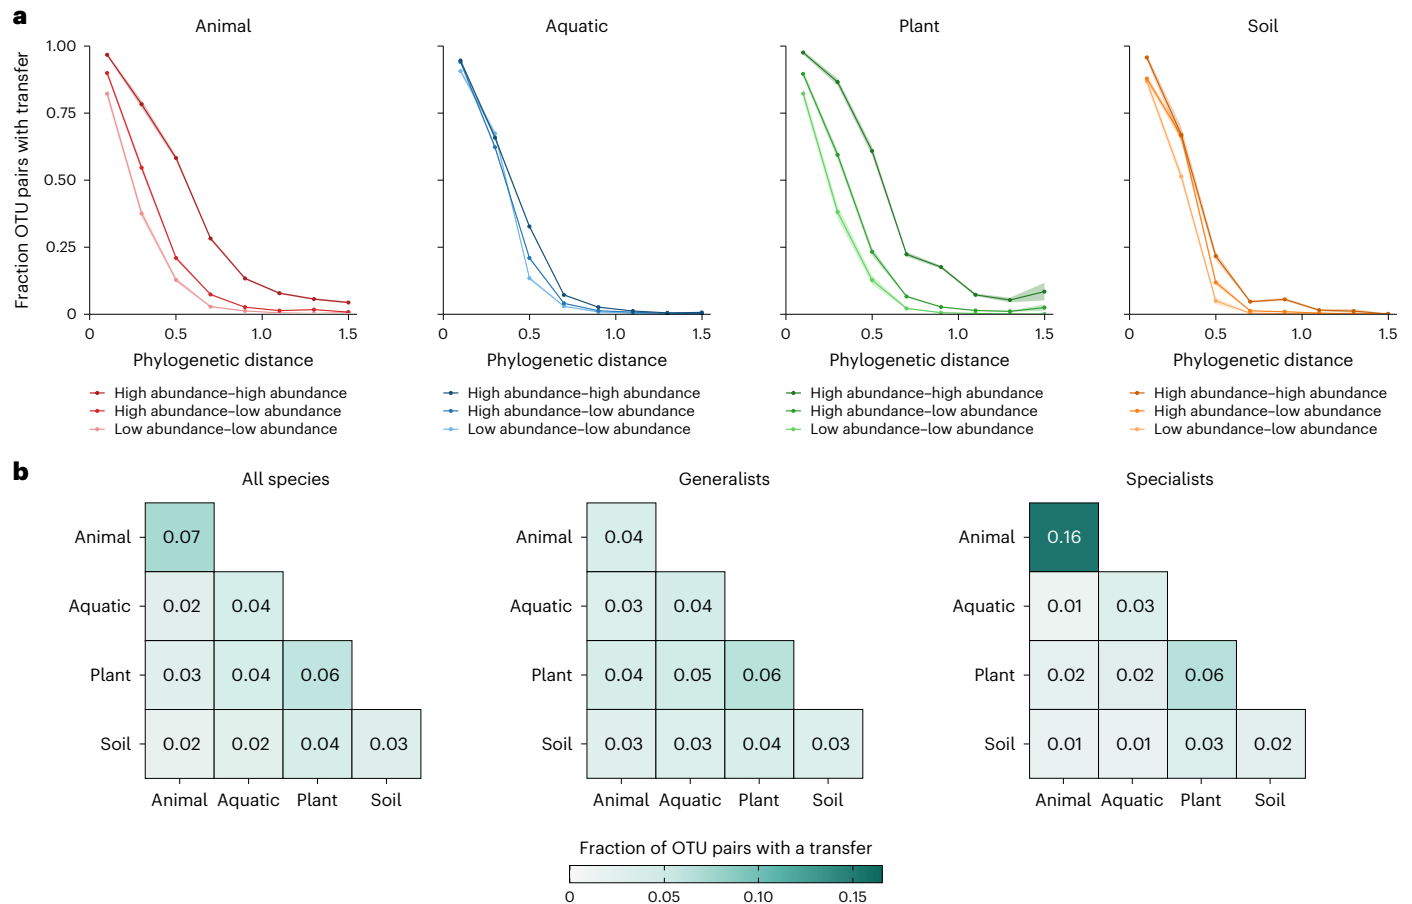 a
Animal Aquatic Plant Soil
Fraction OTU pairs with transfer
1.00
0.75
0.50
0.25
0
0 0.5 1.0 1.5 0 0.5 1.0 1.5 0 0.5 1.0 1.5 0 0.5 1.0 1.5
Phylogenetic distance Phylogenetic distance Phylogenetic distance Phylogenetic distance
High abundance–high abundance High abundance–high abundance High abundance–high abundance High abundance–high abundance
High abundance–low abundance High abundance–low abundance High abundance–low abundance High abundance–low abundance
Low abundance–low abundance Low abundance–low abundance Low abundance–low abundance Low abundance–low abundance
b
All species Generalists Specialists
Animal 0.07 Animal 0.04 Animal 0.16
Aquatic 0.02 0.04 Aquatic 0.03 0.04 Aquatic 0.01 0.03
Plant 0.03 0.04 0.06 Plant 0.04 0.05 0.06 Plant 0.02 0.02 0.06
Soil 0.02 0.02 0.04 0.03 Soil 0.03 0.03 0.04 0.03 Soil 0.01 0.01 0.03 0.02
Animal Aquatic Plant Soil Animal Aquatic Plant Soil Animal Aquatic Plant Soil
Fraction of OTU pairs with a transfer
0 0.05 0.10 0.15